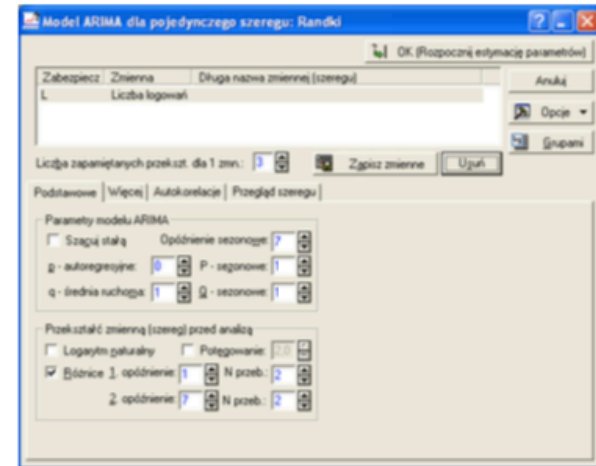 Model ARIMA dla pojedynczego szeregu: Randki
OK (Rozpocznij estymację parametrów)
Zabezpiecz Zmienna Długa nazwa zmiennej (szeregu)
L Liczba logowań
Anuluj
Opcje
Grupami
Liczba zapamiętanych przekszt. dla 1 zmn.: 3 Zapisz zmienne Usuń
Podstawowe Więcej Autokorelacje Przegląd szeregu
Parametry modelu ARIMA
Szacuj stałą Opóźnienie sezonowe: 7
p - autoregresyjne: 0 P - sezonowe: 1
q - średnia ruchoma: 1 Q - sezonowe: 1
Przekształć zmienną (szereg) przed analizą
Logarytm naturalny Potęgowanie: 2,0
Różnice 1. opóźnienie: 1 N przeb.: 2
2. opóźnienie: 7 N przeb.: 2